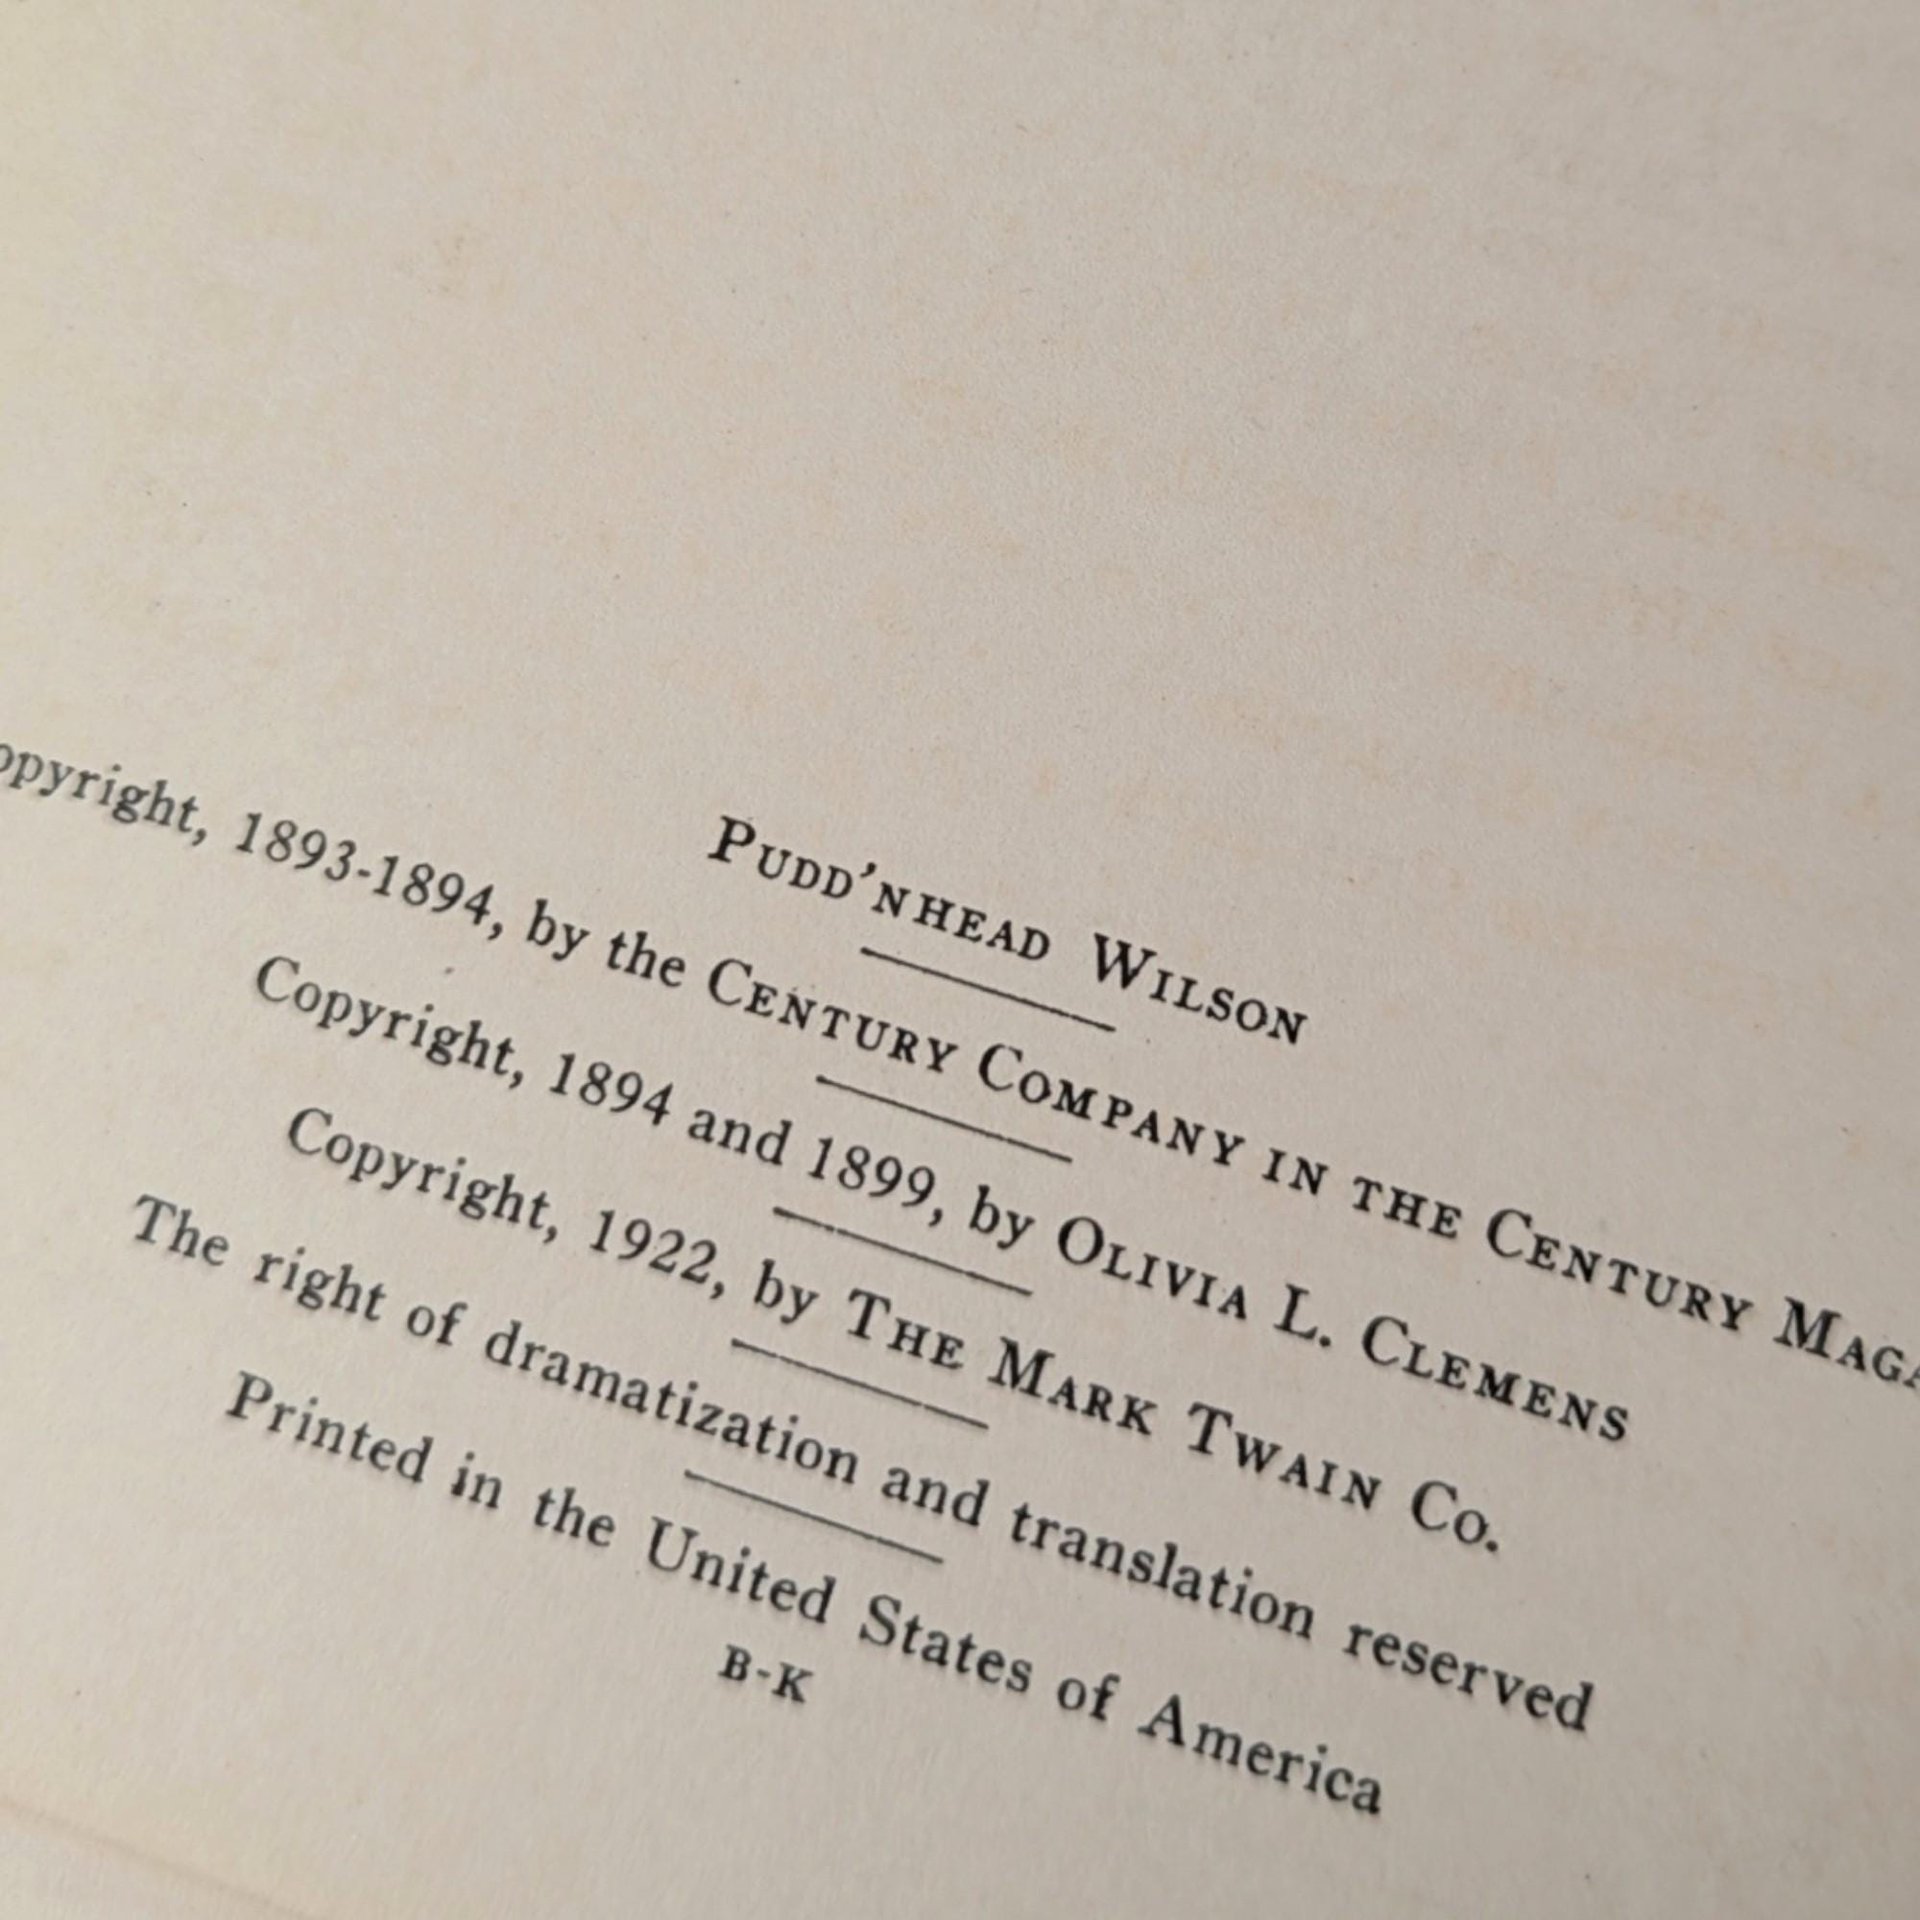 PUDD'NHEAD WILSON
opyright, 1893-1894, by the CENTURY COMPANY IN THE CENTURY MAGA
Copyright, 1894 and 1899, by OLIVIA L. CLEMENS
Copyright, 1922, by THE MARK TWAIN CO.
The right of dramatization and translation reserved
Printed in the United States of America
B-K